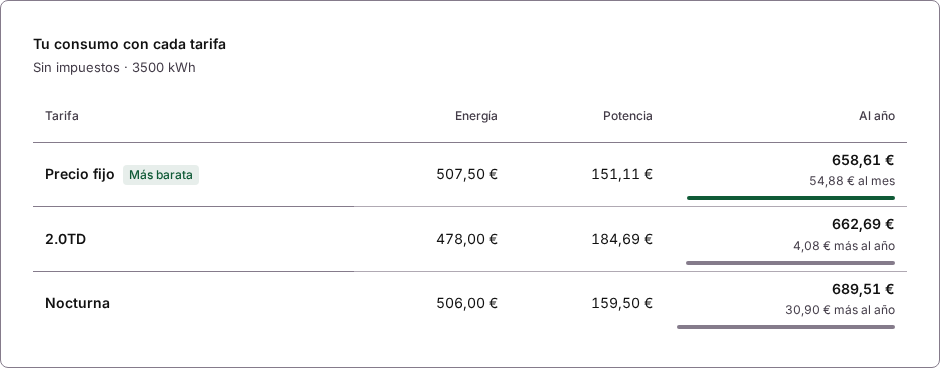 Tu consumo con cada tarifa
Sin impuestos · 3500 kWh
Tarifa Energía Potencia Al año
Precio fijo Más barata 507,50 € 151,11 € 658,61 €
54,88 € al mes
2.0TD 478,00 € 184,69 € 662,69 €
4,08 € más al año
Nocturna 506,00 € 159,50 € 689,51 €
30,90 € más al año